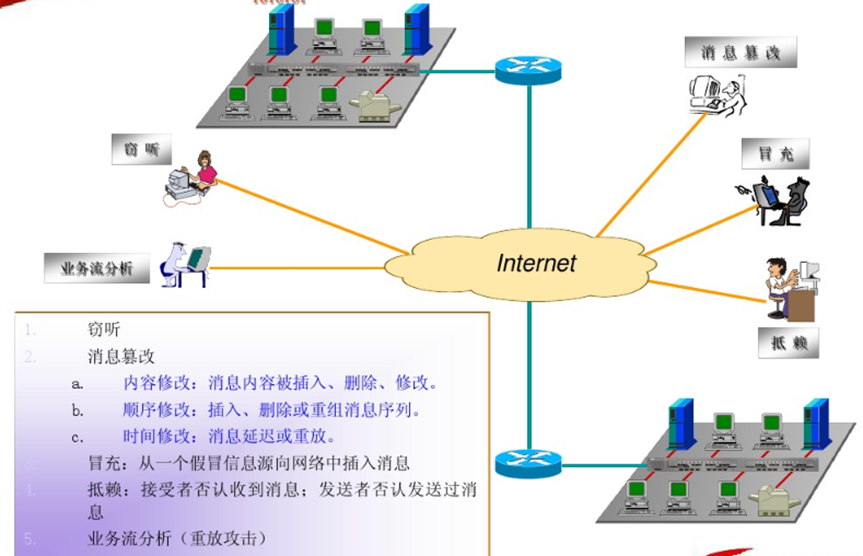 消息篡改
窃听
冒充
业务流分析
Internet
抵赖
1. 窃听
2. 消息篡改
a. 内容修改：消息内容被插入、删除、修改。
b. 顺序修改：插入、删除或重组消息序列。
c. 时间修改：消息延迟或重放。
3. 冒充：从一个假冒信息源向网络中插入消息
4. 抵赖：接受者否认收到消息；发送者否认发送过消
息
5. 业务流分析（重放攻击）